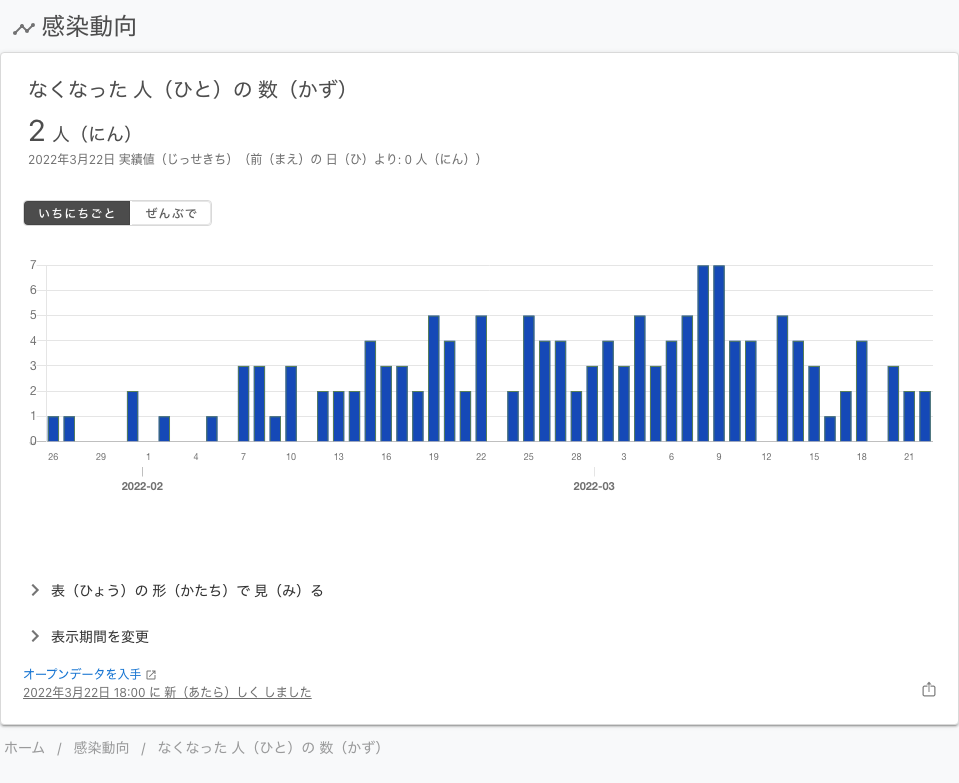 感染動向
なくなった 人（ひと）の 数（かず）
2 人（にん）
2022年3月22日 実績値（じっせきち）（前（まえ）の 日（ひ）より: 0 人（にん））
いちにちごと ぜんぶで
7
6
5
4
3
2
1
0
26 29 1 4 7 10 13 16 19 22 25 28 3 6 9 12 15 18 21
2022-02 2022-03
表（ひょう）の 形（かたち）で 見（み）る
表示期間を変更
オープンデータを入手
2022年3月22日 18:00 に 新（あたら）しく しました
ホーム / 感染動向 / なくなった 人（ひと）の 数（かず）